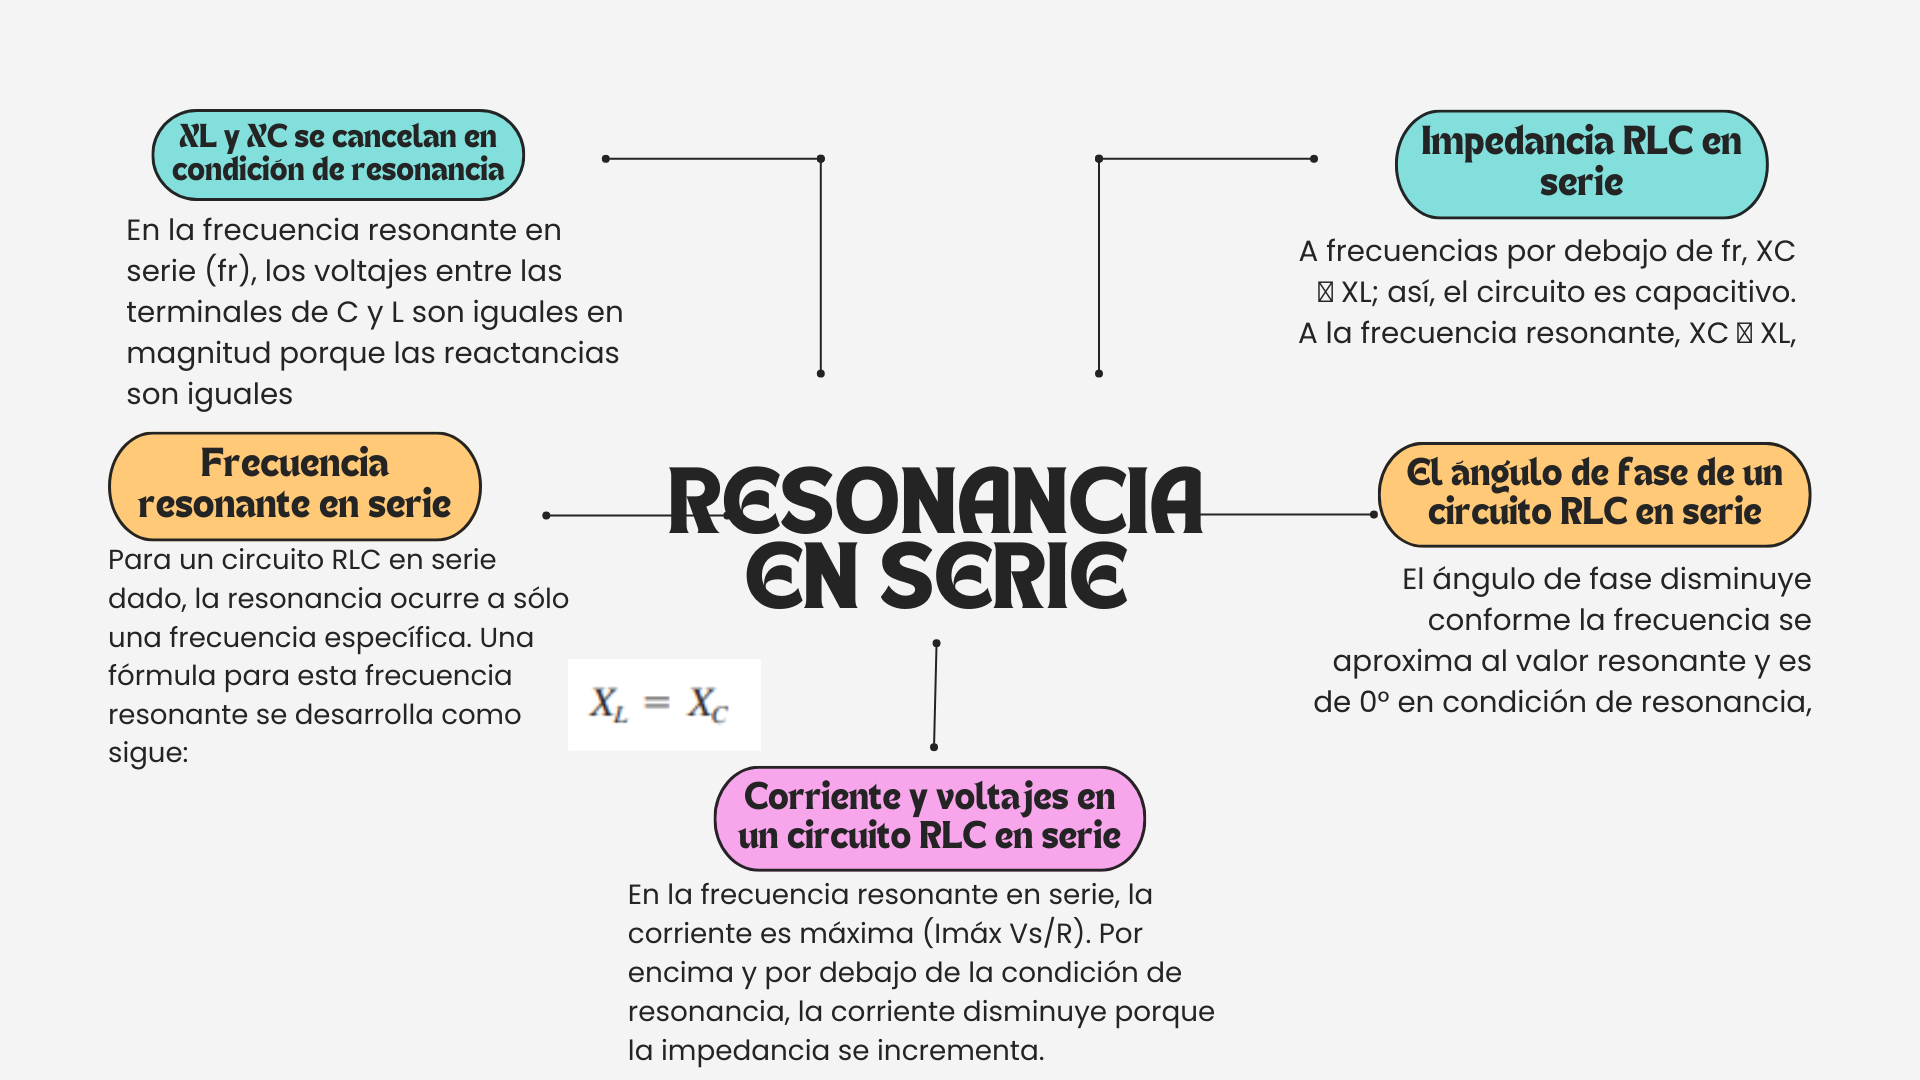 XL y XC se cancelan en
condición de resonancia
En la frecuencia resonante en
serie (fr), los voltajes entre las
terminales de C y L son iguales en
magnitud porque las reactancias
son iguales
Impedancia RLC en
serie
A frecuencias por debajo de fr, XC
XL; así, el circuito es capacitivo.
A la frecuencia resonante, XC XL,
Frecuencia
resonante en serie
Para un circuito RLC en serie
dado, la resonancia ocurre a sólo
una frecuencia específica. Una
fórmula para esta frecuencia
resonante se desarrolla como
sigue:
X_L = X_C
RESONANCIA
EN SERIE
El ángulo de fase de un
circuito RLC en serie
El ángulo de fase disminuye
conforme la frecuencia se
aproxima al valor resonante y es
de 0° en condición de resonancia,
Corriente y voltajes en
un circuito RLC en serie
En la frecuencia resonante en serie, la
corriente es máxima (Imáx Vs/R). Por
encima y por debajo de la condición de
resonancia, la corriente disminuye porque
la impedancia se incrementa.